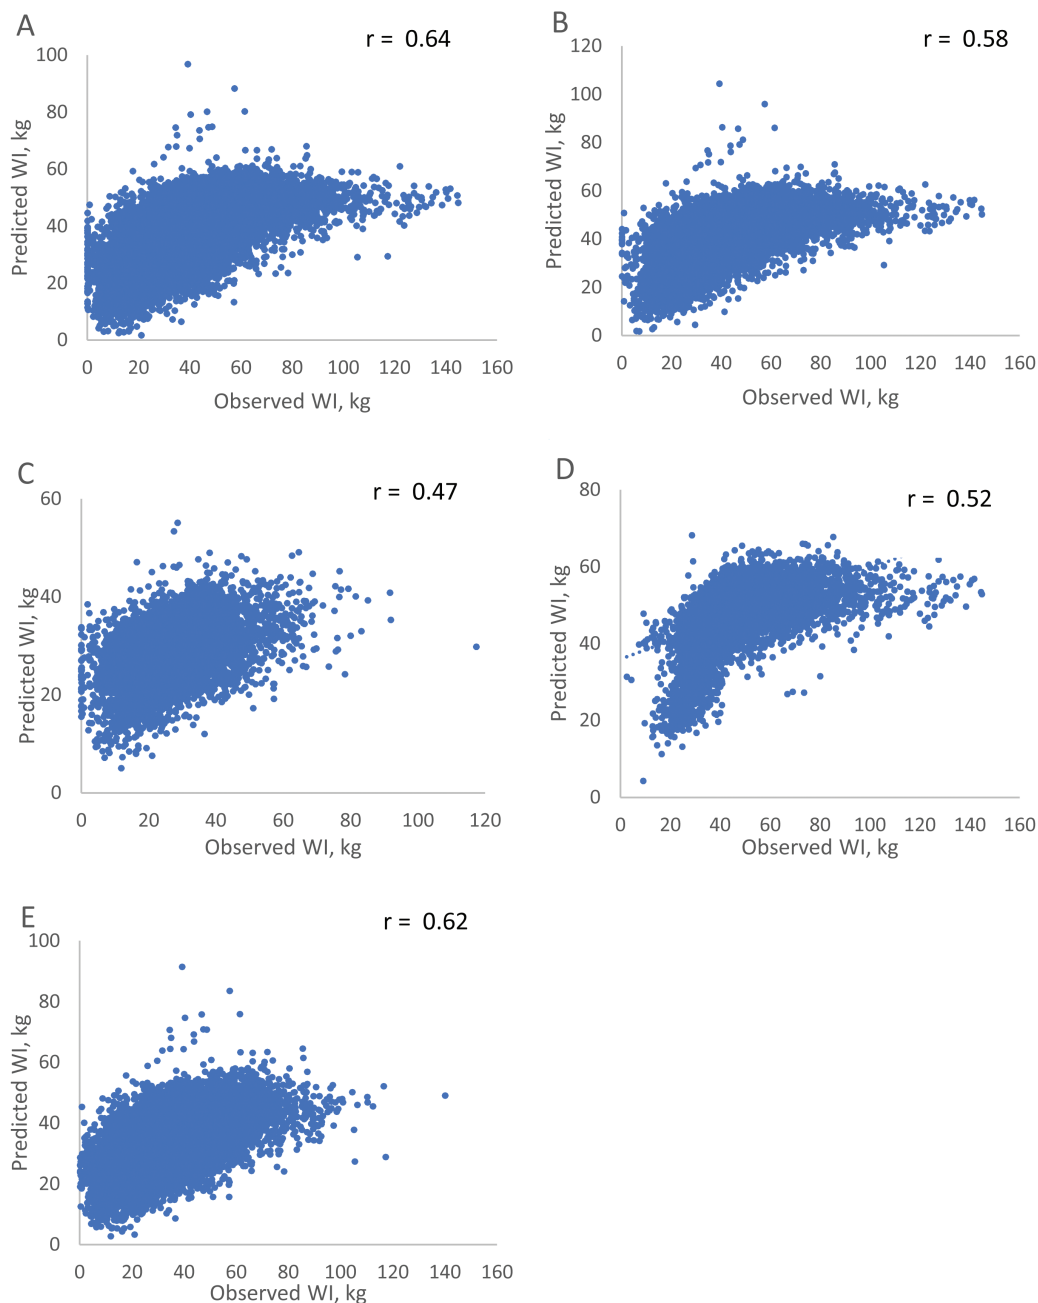 A
r = 0.64
100
80
60
40
20
0
0 20 40 60 80 100 120 140 160
Predicted WI, kg
Observed WI, kg
B
r = 0.58
120
100
80
60
40
20
0
0 20 40 60 80 100 120 140 160
Predicted WI, kg
Observed WI, kg
C
r = 0.47
60
40
20
0
0 20 40 60 80 100 120
Predicted WI, kg
Observed WI, kg
D
r = 0.52
80
60
40
20
0
0 20 40 60 80 100 120 140 160
Predicted WI, kg
Observed WI, kg
E
r = 0.62
100
80
60
40
20
0
0 20 40 60 80 100 120 140 160
Predicted WI, kg
Observed WI, kg